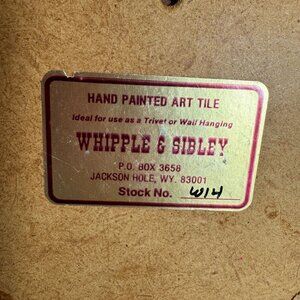 HAND PAINTED ART TILE
Ideal for use as a Trivet or Wall Hanging
WHIPPLE & SIBLEY
P.O. BOX 3658
JACKSON HOLE, WY. 83001
Stock No. W14